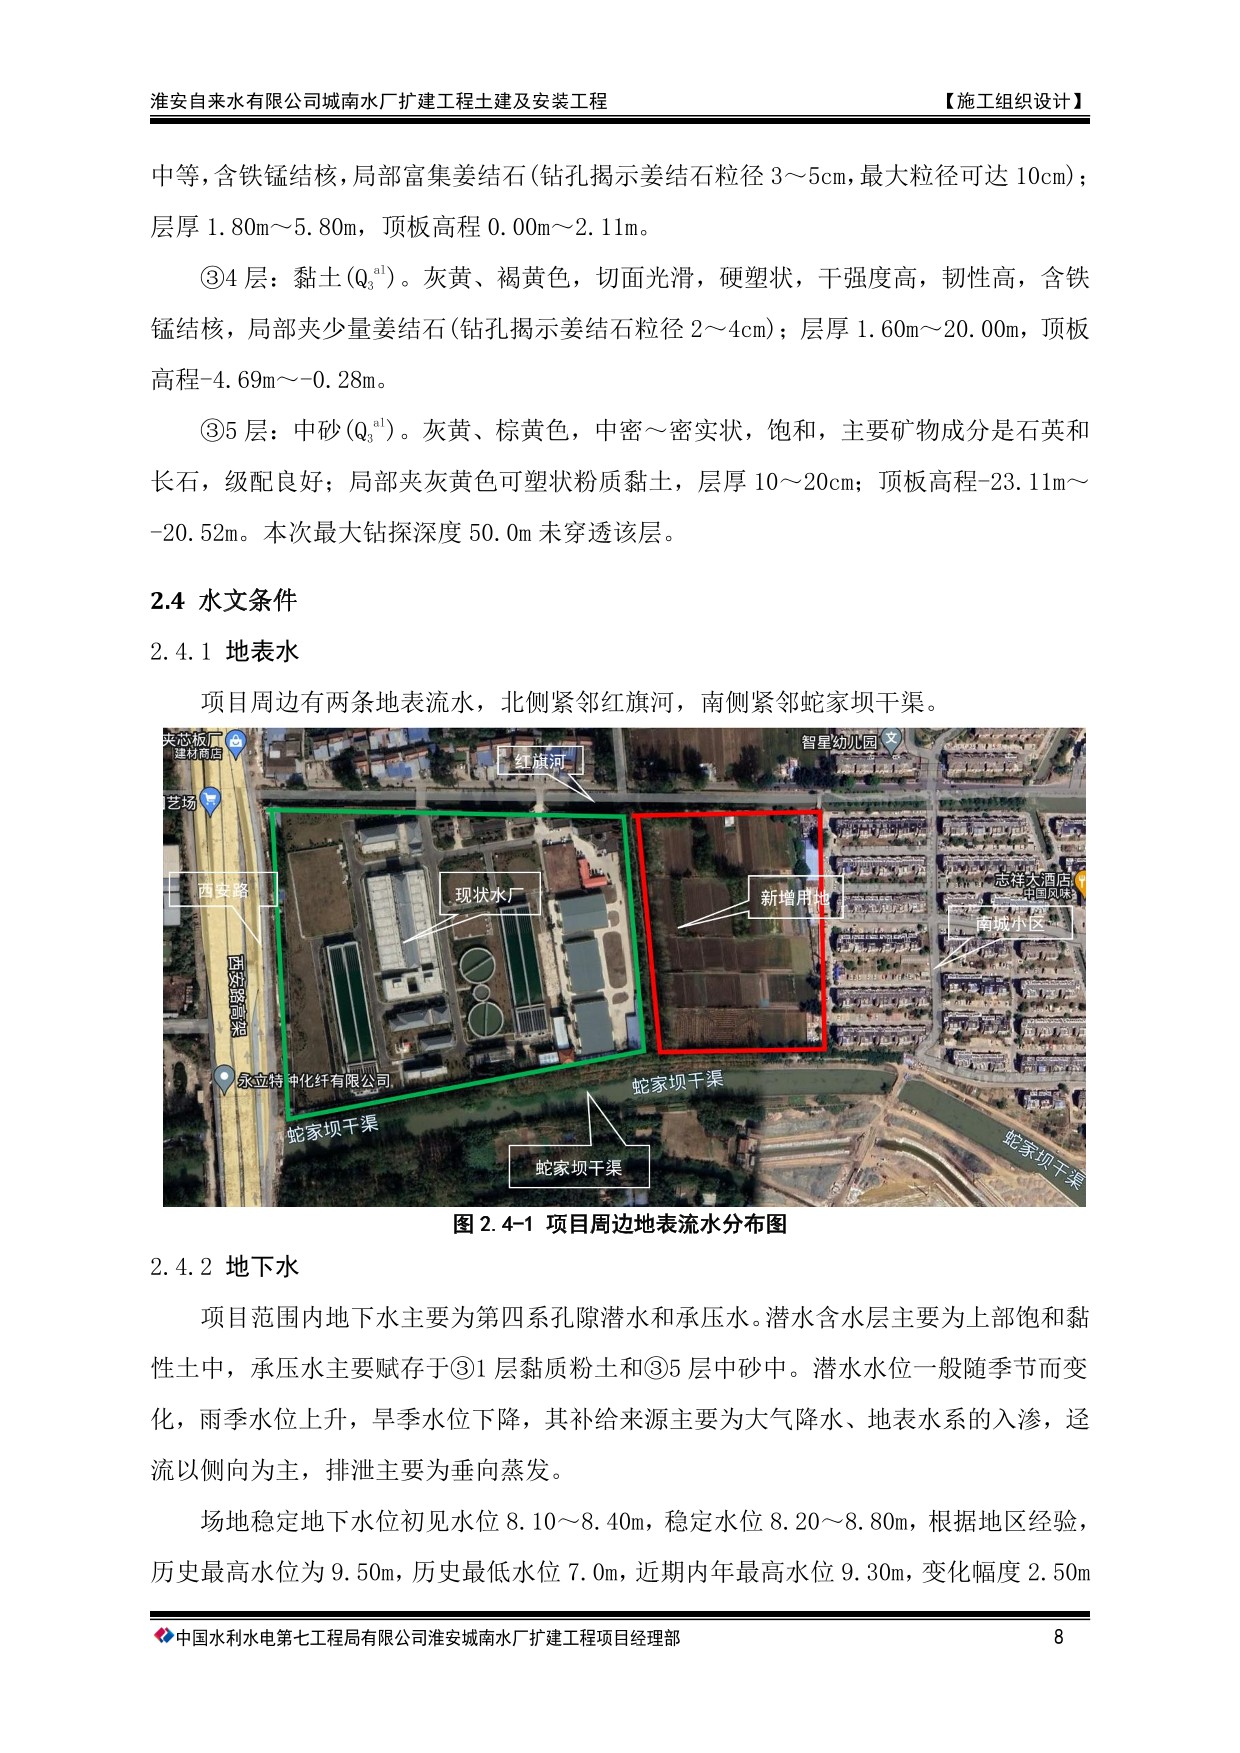 淮安自来水有限公司城南水厂扩建工程土建及安装工程 【施工组织设计】
中等,含铁锰结核,局部富集姜结石(钻孔揭示姜结石粒径 3～5cm,最大粒径可达 10cm)；
层厚 1.80m～5.80m，顶板高程 0.00m～2.11m。
③4 层：黏土(Q₃ᵃˡ)。灰黄、褐黄色，切面光滑，硬塑状，干强度高，韧性高，含铁
锰结核，局部夹少量姜结石(钻孔揭示姜结石粒径 2～4cm)；层厚 1.60m～20.00m，顶板
高程-4.69m～-0.28m。
③5 层：中砂(Q₃ᵃˡ)。灰黄、棕黄色，中密～密实状，饱和，主要矿物成分是石英和
长石，级配良好；局部夹灰黄色可塑状粉质黏土，层厚 10～20cm；顶板高程-23.11m～
-20.52m。本次最大钻探深度 50.0m 未穿透该层。
2.4 水文条件
2.4.1 地表水
项目周边有两条地表流水，北侧紧邻红旗河，南侧紧邻蛇家坝干渠。
夹芯板厂
建材商店
智星幼儿园
红旗河
艺场
西安路
现状水厂
新增用地
志祥大酒店
中国风味
南城小区
西安路高架
永立特种化纤有限公司
蛇家坝干渠
蛇家坝干渠
蛇家坝干渠
蛇家坝干渠
图 2.4-1 项目周边地表流水分布图
2.4.2 地下水
项目范围内地下水主要为第四系孔隙潜水和承压水。潜水含水层主要为上部饱和黏
性土中，承压水主要赋存于③1 层黏质粉土和③5 层中砂中。潜水水位一般随季节而变
化，雨季水位上升，旱季水位下降，其补给来源主要为大气降水、地表水系的入渗，迳
流以侧向为主，排泄主要为垂向蒸发。
场地稳定地下水位初见水位 8.10～8.40m，稳定水位 8.20～8.80m，根据地区经验，
历史最高水位为 9.50m，历史最低水位 7.0m，近期内年最高水位 9.30m，变化幅度 2.50m
中国水利水电第七工程局有限公司淮安城南水厂扩建工程项目经理部 8